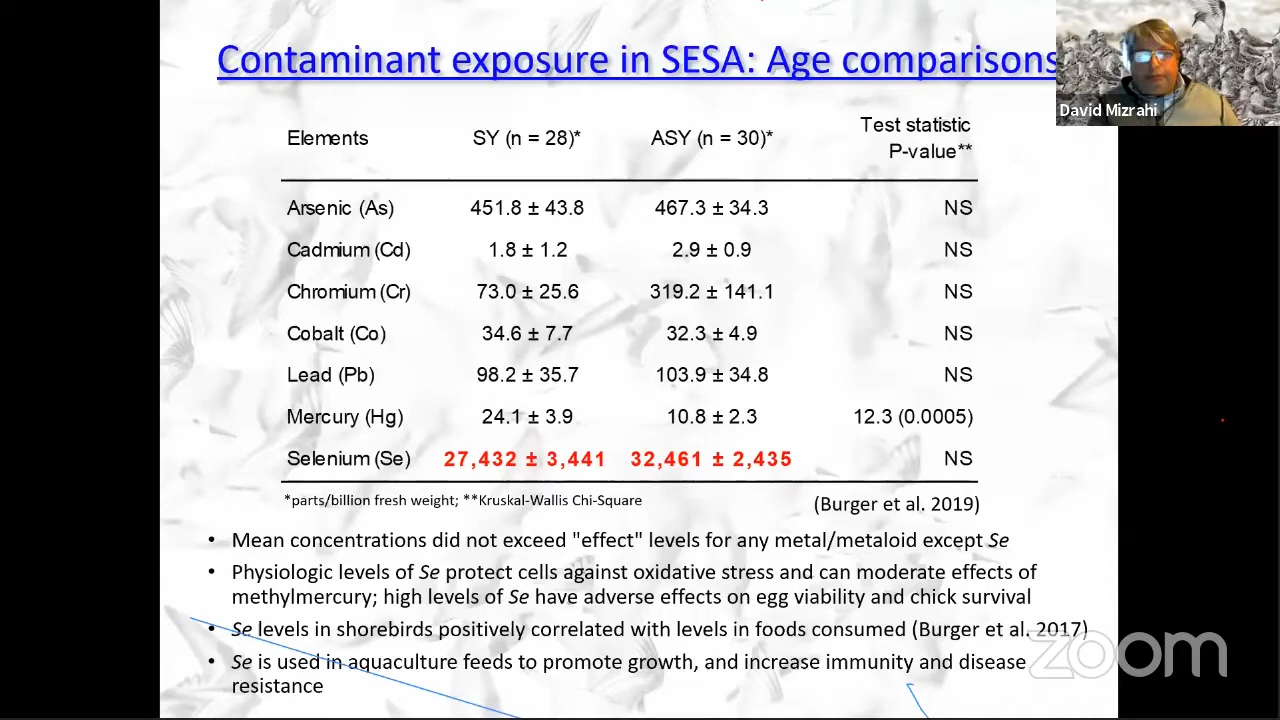 Contaminant exposure in SESA: Age comparisons
David Mizrahi
Elements SY (n = 28)* ASY (n = 30)* Test statistic
P-value**
Arsenic (As) 451.8 ± 43.8 467.3 ± 34.3 NS
Cadmium (Cd) 1.8 ± 1.2 2.9 ± 0.9 NS
Chromium (Cr) 73.0 ± 25.6 319.2 ± 141.1 NS
Cobalt (Co) 34.6 ± 7.7 32.3 ± 4.9 NS
Lead (Pb) 98.2 ± 35.7 103.9 ± 34.8 NS
Mercury (Hg) 24.1 ± 3.9 10.8 ± 2.3 12.3 (0.0005)
Selenium (Se) 27,432 ± 3,441 32,461 ± 2,435 NS
*parts/billion fresh weight; **Kruskal-Wallis Chi-Square
(Burger et al. 2019)
• Mean concentrations did not exceed "effect" levels for any metal/metaloid except Se
• Physiologic levels of Se protect cells against oxidative stress and can moderate effects of
methylmercury; high levels of Se have adverse effects on egg viability and chick survival
• Se levels in shorebirds positively correlated with levels in foods consumed (Burger et al. 2017)
• Se is used in aquaculture feeds to promote growth, and increase immunity and disease
resistance
zoom